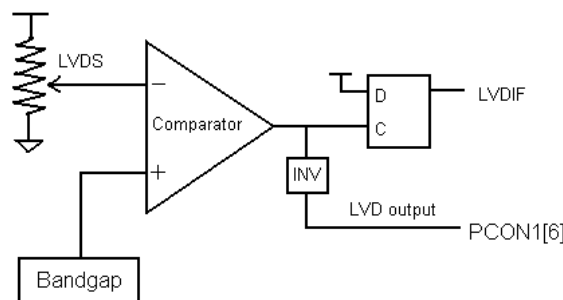 LVDS
−
Comparator
+
D
C
LVDIF
INV
LVD output
PCON1[6]
Bandgap